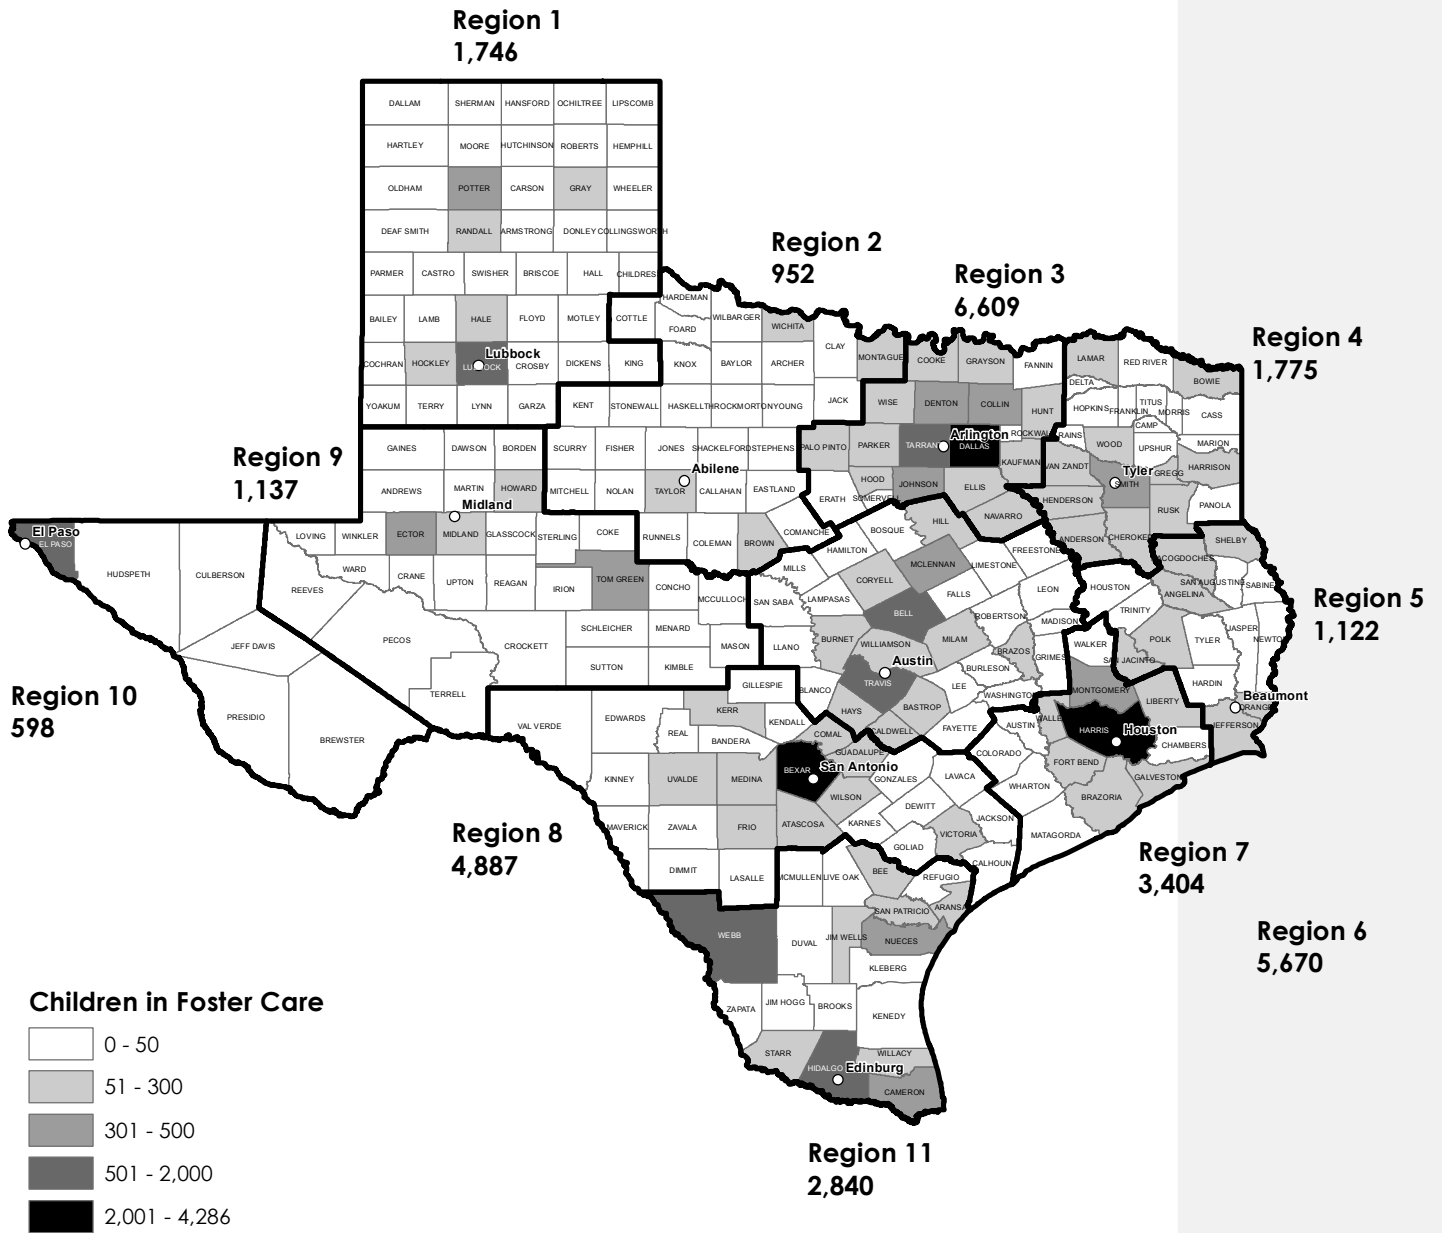 Region 1
1,746
DALLAM SHERMAN HANSFORD OCHILTREE LIPSCOMB
HARTLEY MOORE HUTCHINSON ROBERTS HEMPHILL
OLDHAM POTTER CARSON GRAY WHEELER
DEAF SMITH RANDALL ARMSTRONG DONLEY COLLINGSWORTH
PARMER CASTRO SWISHER BRISCOE HALL CHILDRES
BAILEY LAMB HALE FLOYD MOTLEY COTTLE
COCHRAN HOCKLEY Lubbock CROSBY DICKENS KING
YOAKUM TERRY LYNN GARZA
Region 2
952
HARDEMAN
FOARD WILBARGER WICHITA
CLAY MONTAGUE
KNOX BAYLOR ARCHER
KENT STONEWALL HASKELL THROCKMORTON YOUNG JACK
SCURRY FISHER JONES SHACKELFORD STEPHENS
Abilene
MITCHELL NOLAN TAYLOR CALLAHAN EASTLAND
RUNNELS COLEMAN BROWN COMANCHE
Region 3
6,609
COOKE GRAYSON FANNIN
WISE DENTON COLLIN HUNT
PALO PINTO PARKER TARRANT Arlington DALLAS ROCKWAL
KAUFMAN
HOOD JOHNSON ELLIS
ERATH SOMERVELL NAVARRO
Region 4
1,775
LAMAR RED RIVER BOWIE
DELTA
HOPKINS FRANKLIN TITUS MORRIS CASS
CAMP
RAINS WOOD UPSHUR MARION
VAN ZANDT Tyler SMITH GREGG HARRISON
HENDERSON RUSK PANOLA
ANDERSON CHEROKEE
Region 9
1,137
GAINES DAWSON BORDEN
ANDREWS MARTIN HOWARD
Midland
LOVING WINKLER ECTOR MIDLAND GLASSCOCK STERLING COKE
WARD CRANE UPTON REAGAN IRION TOM GREEN CONCHO
REEVES MCCULLOCH
PECOS CROCKETT SCHLEICHER MENARD MASON
SUTTON KIMBLE
TERRELL
El Paso
EL PASO HUDSPETH CULBERSON
JEFF DAVIS
PRESIDIO BREWSTER
Region 10
598
Region 5
1,122
SHELBY
ACOGDOCHES
SAN AUGUSTINE SABINE
HOUSTON ANGELINA
TRINITY
POLK TYLER JASPER NEWTO
SAN JACINTO
HARDIN
Beaumont
ORANGE
JEFFERSON
BOSQUE HILL
HAMILTON MCLENNAN LIMESTONE FREESTONE
MILLS
CORYELL FALLS LEON
SAN SABA LAMPASAS BELL ROBERTSON MADISON
LLANO BURNET WILLIAMSON MILAM BRAZOS GRIMES
Austin
TRAVIS BURLESON
BLANCO LEE WASHINGTON
HAYS BASTROP
CALDWELL FAYETTE
WALKER
MONTGOMERY LIBERTY
AUSTIN WALLE HARRIS Houston
CHAMBERS
COLORADO FORT BEND
GALVESTON
WHARTON BRAZORIA
MATAGORDA
Region 8
4,887
GILLESPIE
VAL VERDE EDWARDS KERR KENDALL
REAL BANDERA COMAL
GUADALUPE
KINNEY UVALDE MEDINA BEXAR San Antonio
GONZALES LAVACA
WILSON
MAVERICK ZAVALA FRIO ATASCOSA KARNES DEWITT
JACKSON
VICTORIA
GOLIAD
DIMMIT LASALLE CALHOUN
Region 7
3,404
Region 6
5,670
MCMULLEN LIVE OAK BEE REFUGIO
SAN PATRICIO ARANSA
WEBB DUVAL JIM WELLS NUECES
KLEBERG
ZAPATA JIM HOGG BROOKS KENEDY
STARR HIDALGO Edinburg WILLACY
CAMERON
Region 11
2,840
Children in Foster Care
0 - 50
51 - 300
301 - 500
501 - 2,000
2,001 - 4,286